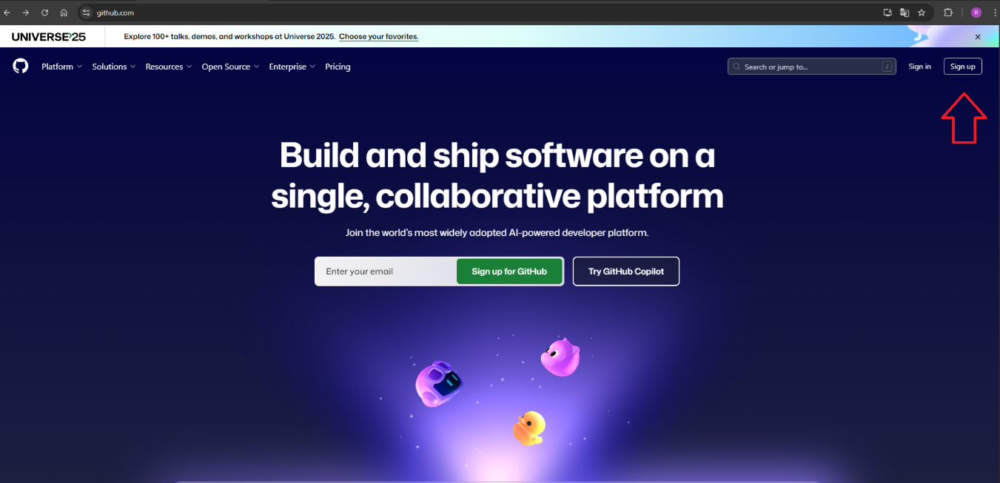 github.com
R
UNIVERSE'25
Explore 100+ talks, demos, and workshops at Universe 2025. Choose your favorites.
Platform Solutions Resources Open Source Enterprise Pricing
Search or jump to... /
Sign in
Sign up
Build and ship software on a
single, collaborative platform
Join the world's most widely adopted AI-powered developer platform.
Enter your email
Sign up for GitHub
Try GitHub Copilot